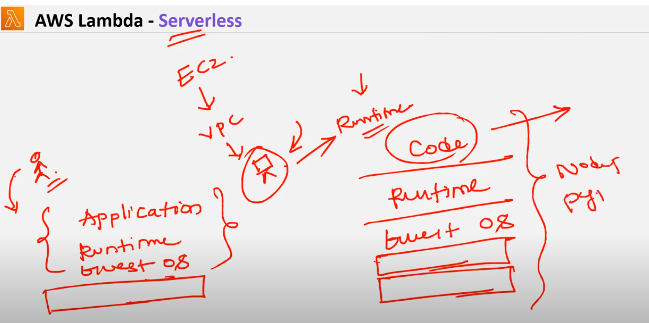 AWS Lambda - Serverless
EC2.
VPC
Runtime
Code
Runtime
Guest OS
Application
Runtime
Guest OS